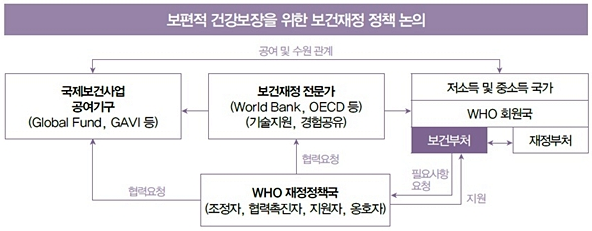 보편적 건강보장을 위한 보건재정 정책 논의
공여 및 수원 관계
국제보건사업
공여기구
(Global Fund, GAVI 등)
보건재정 전문가
(World Bank, OECD 등)
(기술지원, 경험공유)
저소득 및 중소득 국가
WHO 회원국
보건부처
재정부처
협력요청
협력요청
필요사항
요청
지원
WHO 재정정책국
(조정자, 협력촉진자, 지원자, 옹호자)